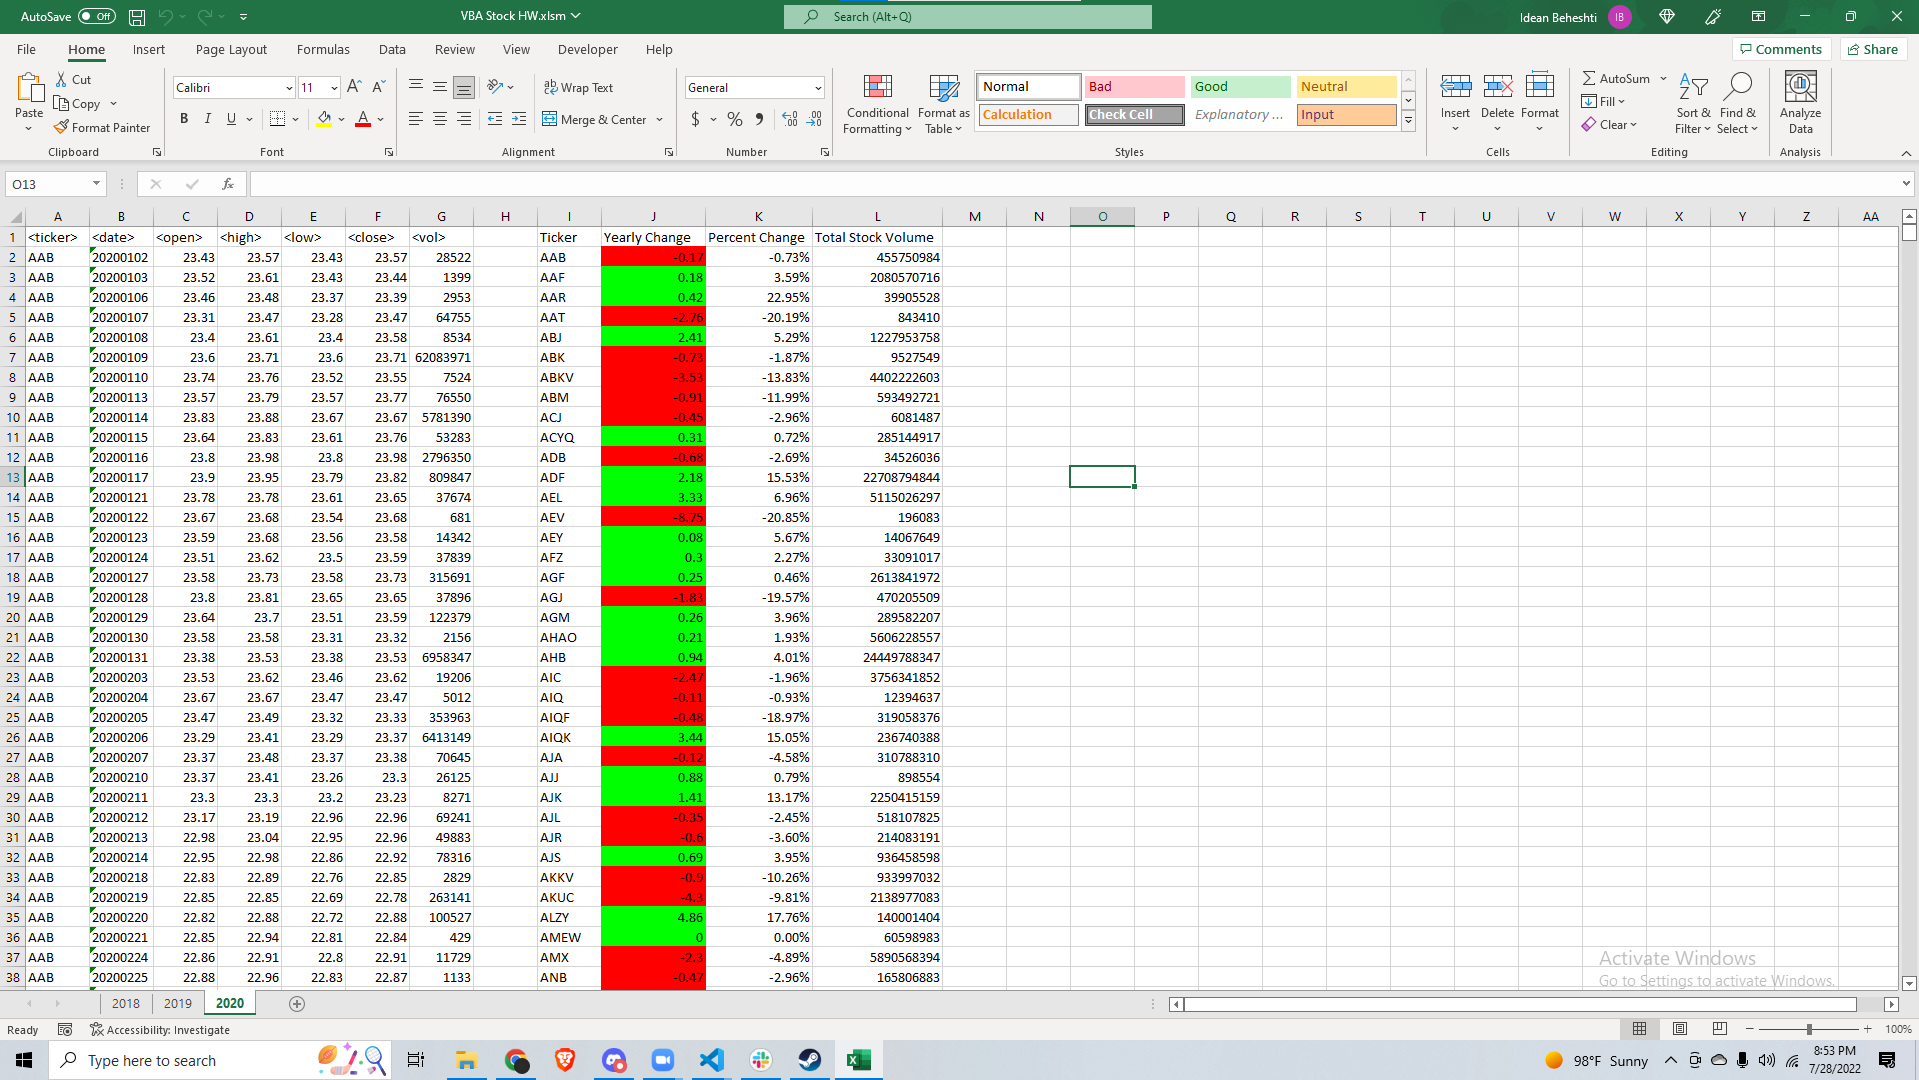 AutoSave Off VBA Stock HW.xlsm Search (Alt+Q) Idean Beheshti IB
File Home Insert Page Layout Formulas Data Review View Developer Help Comments Share
Paste Cut Copy Format Painter Clipboard
Calibri 11 B I U A Font
Wrap Text Merge & Center Alignment
General $ % Number
Conditional Formatting Format as Table Normal Bad Good Neutral Calculation Check Cell Explanatory ... Input Styles
Insert Delete Format Cells
AutoSum Fill Clear Sort & Filter Find & Select Editing
Analyze Data Analysis
O13 fx
A B C D E F G H I J K L M N O P Q R S T U V W X Y Z AA
1 <ticker> <date> <open> <high> <low> <close> <vol> Ticker Yearly Change Percent Change Total Stock Volume
2 AAB 20200102 23.43 23.57 23.43 23.57 28522 AAB -0.17 -0.73% 455750984
3 AAB 20200103 23.52 23.61 23.43 23.44 1399 AAF 0.18 3.59% 2080570716
4 AAB 20200106 23.46 23.48 23.37 23.39 2953 AAR 0.42 22.95% 39905528
5 AAB 20200107 23.31 23.47 23.28 23.47 64755 AAT -2.76 -20.19% 843410
6 AAB 20200108 23.4 23.61 23.4 23.58 8534 ABJ 2.41 5.29% 1227953758
7 AAB 20200109 23.6 23.71 23.6 23.71 62083971 ABK -0.73 -1.87% 9527549
8 AAB 20200110 23.74 23.76 23.52 23.55 7524 ABKV -3.53 -13.83% 4402222603
9 AAB 20200113 23.57 23.79 23.57 23.77 76550 ABM -0.91 -11.99% 593492721
10 AAB 20200114 23.83 23.88 23.67 23.67 5781390 ACJ -0.45 -2.96% 6081487
11 AAB 20200115 23.64 23.83 23.61 23.76 53283 ACYQ 0.31 0.72% 285144917
12 AAB 20200116 23.8 23.98 23.8 23.98 2796350 ADB -0.68 -2.69% 34526036
13 AAB 20200117 23.9 23.95 23.79 23.82 809847 ADF 2.18 15.53% 22708794844
14 AAB 20200121 23.78 23.78 23.61 23.65 37674 AEL 3.33 6.96% 5115026297
15 AAB 20200122 23.67 23.68 23.54 23.68 681 AEV -8.75 -20.85% 196083
16 AAB 20200123 23.59 23.68 23.56 23.58 14342 AEY 0.08 5.67% 14067649
17 AAB 20200124 23.51 23.62 23.5 23.59 37839 AFZ 0.3 2.27% 33091017
18 AAB 20200127 23.58 23.73 23.58 23.73 315691 AGF 0.25 0.46% 2613841972
19 AAB 20200128 23.8 23.81 23.65 23.65 37896 AGJ -1.83 -19.57% 470205509
20 AAB 20200129 23.64 23.7 23.51 23.59 122379 AGM 0.26 3.96% 289582207
21 AAB 20200130 23.58 23.58 23.31 23.32 2156 AHAO 0.21 1.93% 5606228557
22 AAB 20200131 23.38 23.53 23.38 23.53 6958347 AHB 0.94 4.01% 24449788347
23 AAB 20200203 23.53 23.62 23.46 23.62 19206 AIC -2.47 -1.96% 3756341852
24 AAB 20200204 23.67 23.67 23.47 23.47 5012 AIQ -0.11 -0.93% 12394637
25 AAB 20200205 23.47 23.49 23.32 23.33 353963 AIQF -0.48 -18.97% 319058376
26 AAB 20200206 23.29 23.41 23.29 23.37 6413149 AIQK 3.44 15.05% 236740388
27 AAB 20200207 23.37 23.48 23.37 23.38 70645 AJA -0.12 -4.58% 310788310
28 AAB 20200210 23.37 23.41 23.26 23.3 26125 AJJ 0.88 0.79% 898554
29 AAB 20200211 23.3 23.3 23.2 23.23 8271 AJK 1.41 13.17% 2250415159
30 AAB 20200212 23.17 23.19 22.96 22.96 69241 AJL -0.35 -2.45% 518107825
31 AAB 20200213 22.98 23.04 22.95 22.96 49883 AJR -0.6 -3.60% 214083191
32 AAB 20200214 22.95 22.98 22.86 22.92 78316 AJS 0.69 3.95% 936458598
33 AAB 20200218 22.83 22.89 22.76 22.85 2829 AKKV -0.9 -10.26% 933997032
34 AAB 20200219 22.85 22.85 22.69 22.78 263141 AKUC -4.3 -9.81% 2138977083
35 AAB 20200220 22.82 22.88 22.72 22.88 100527 ALZY 4.86 17.76% 140001404
36 AAB 20200221 22.85 22.94 22.81 22.84 429 AMEW 0 0.00% 60598983
37 AAB 20200224 22.86 22.91 22.8 22.91 11729 AMX -2.3 -4.89% 5890568394
38 AAB 20200225 22.88 22.96 22.83 22.87 1133 ANB -0.47 -2.96% 165806883
Activate Windows
Go to Settings to activate Windows.
2018 2019 2020
Ready Accessibility: Investigate 100%
Type here to search 98°F Sunny 8:53 PM
7/28/2022